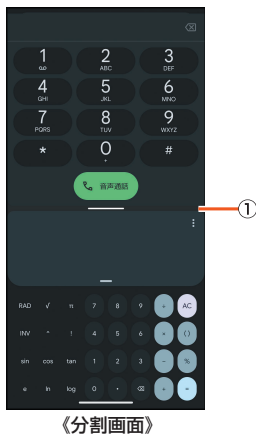 1 2 3
ABC DEF
4 5 6
GHI JKL MNO
7 8 9
PQRS TUV WXYZ
* 0 #
+
音声通話
①
RAD √ π 7 8 9 ÷ AC
INV ^ ! 4 5 6 × ()
sin cos tan 1 2 3 − %
e ln log 0 · + =
《分割画面》